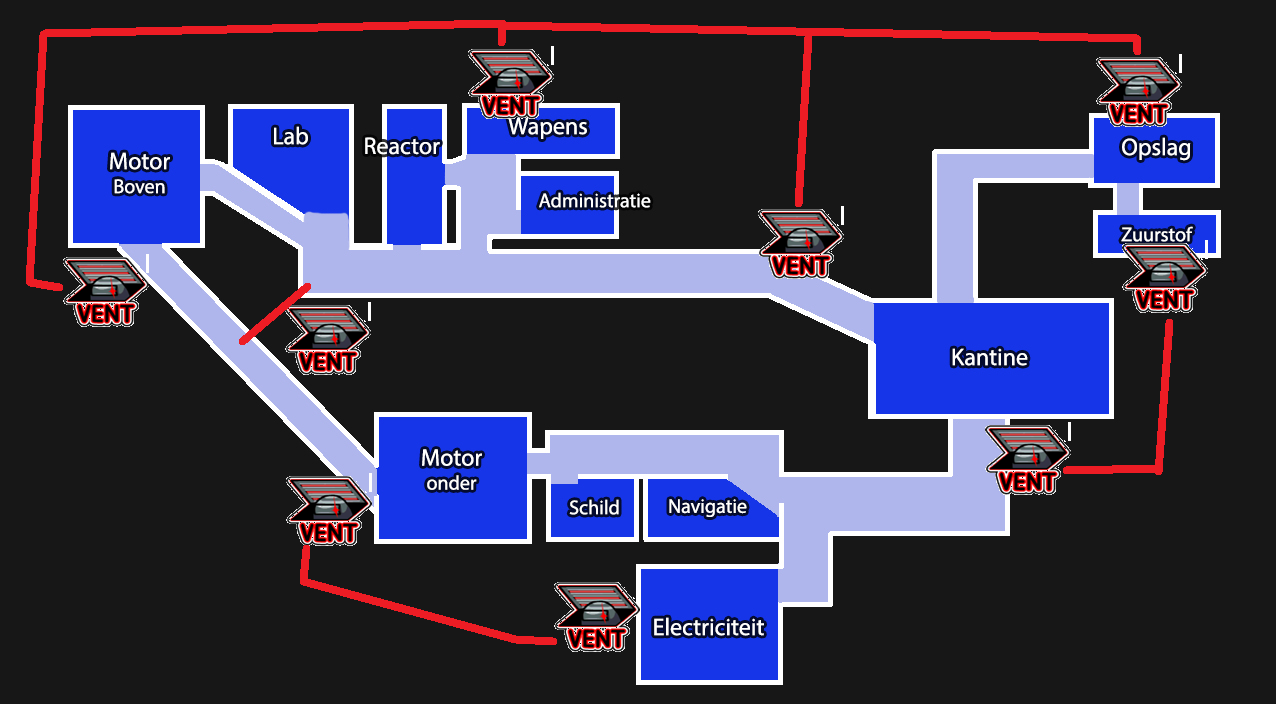 VENT
VENT
Wapens
Lab
Reactor
Opslag
Motor
Boven
Administratie
Zuurstof
VENT
VENT
VENT
VENT
Kantine
Motor
onder
VENT
Schild
Navigatie
VENT
VENT
Electriciteit